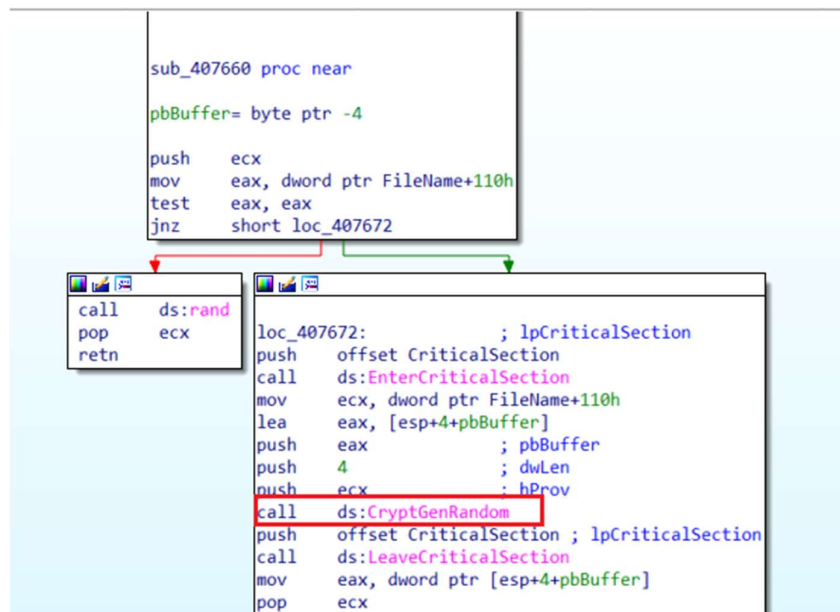 sub_407660 proc near
pbBuffer= byte ptr -4
push ecx
mov eax, dword ptr FileName+110h
test eax, eax
jnz short loc_407672
call ds:rand
pop ecx
retn
loc_407672: ; lpCriticalSection
push offset CriticalSection
call ds:EnterCriticalSection
mov ecx, dword ptr FileName+110h
lea eax, [esp+4+pbBuffer]
push eax ; pbBuffer
push 4 ; dwLen
push ecx ; hProv
call ds:CryptGenRandom
push offset CriticalSection ; lpCriticalSection
call ds:LeaveCriticalSection
mov eax, dword ptr [esp+4+pbBuffer]
pop ecx